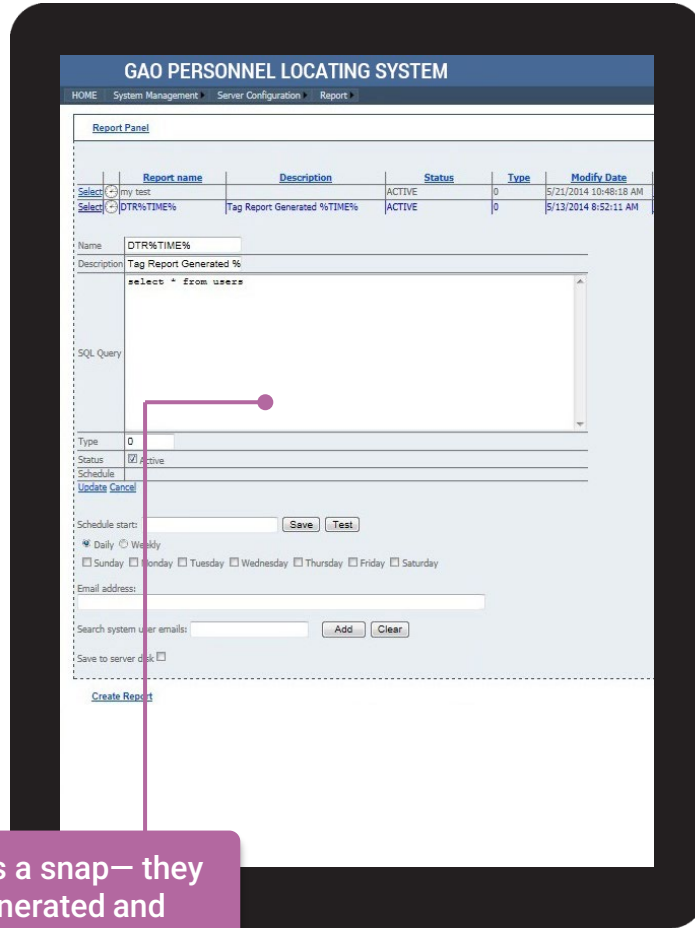 GAO PERSONNEL LOCATING SYSTEM
HOME System Management Server Configuration Report
Report Panel
Report name Description Status Type Modify Date
Select my test ACTIVE 0 5/21/2014 10:48:18 AM
Select DTR%TIME% Tag Report Generated %TIME% ACTIVE 0 5/13/2014 8:52:11 AM
Name DTR%TIME%
Description Tag Report Generated %
select * from users
SQL Query
Type 0
Status Active
Schedule
Update Cancel
Schedule start: Save Test
Daily Weekly
Sunday Monday Tuesday Wednesday Thursday Friday Saturday
Email address:
Search system user emails: Add Clear
Save to server disk
Create Report
s a snap— they
nerated and